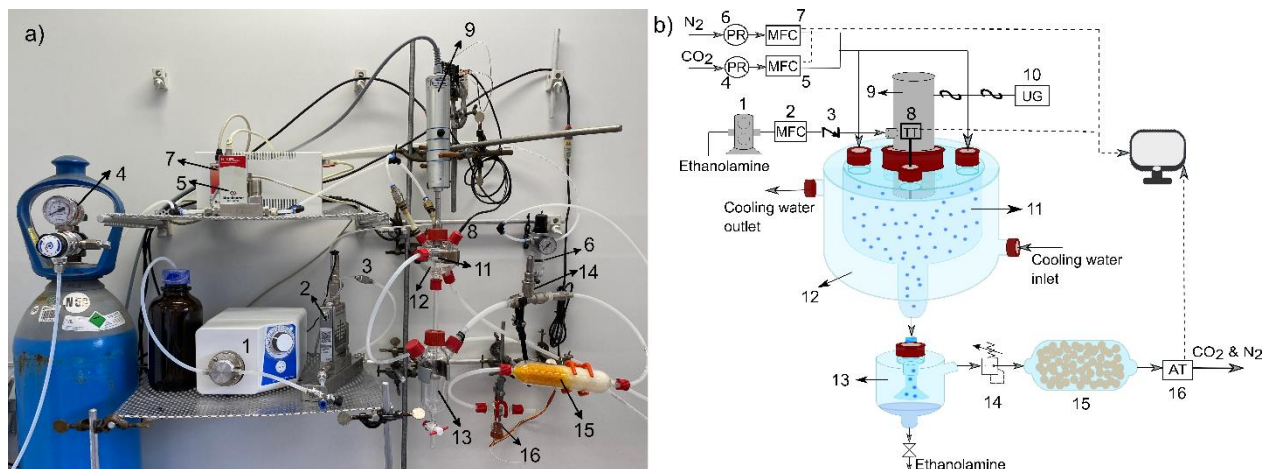 a)
9
7
5
4
8
6
3
11
14
12
2
1
N50
13
15
16
b)
6
7
N2
PR
MFC
CO2
PR
MFC
4
5
9
10
UG
1
2
3
8
MFC
TT
Ethanolamine
Cooling water
outlet
11
Cooling water
inlet
12
13
14
15
AT
16
CO2 & N2
Ethanolamine